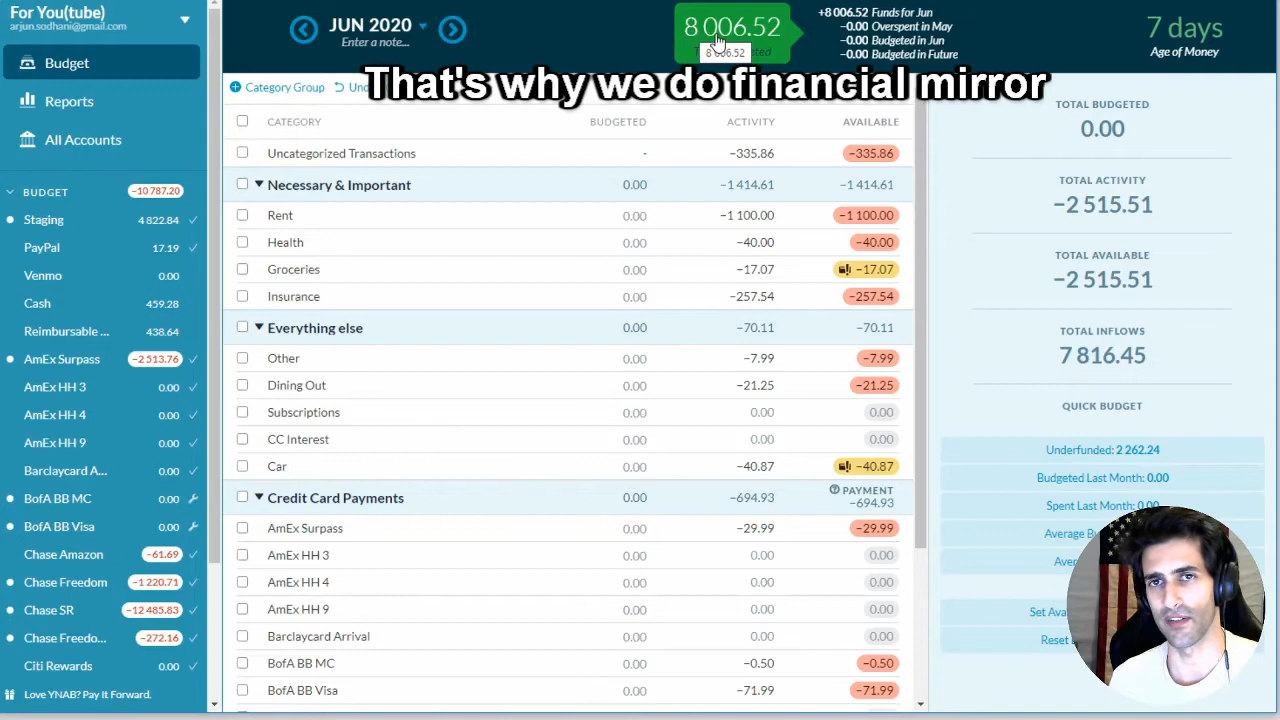 For You(tube)
arjun.sodhani@gmail.com
Budget
Reports
All Accounts
BUDGET −10 787.20
Staging 4 822.84
PayPal 17.19
Venmo 0.00
Cash 459.28
Reimbursable ... 438.64
AmEx Surpass −2 513.76
AmEx HH 3 0.00
AmEx HH 4 0.00
AmEx HH 9 0.00
Barclaycard A... 0.00
BofA BB MC 0.00
BofA BB Visa 0.00
Chase Amazon −61.69
Chase Freedom −1 220.71
Chase SR −12 485.83
Chase Freedo... −272.16
Citi Rewards 0.00
Love YNAB? Pay It Forward.
JUN 2020
Enter a note...
8 006.52
8 006.52
+8 006.52 Funds for Jun
−0.00 Overspent in May
−0.00 Budgeted in Jun
−0.00 Budgeted in Future
7 days
Age of Money
That's why we do financial mirror
Category Group
CATEGORY BUDGETED ACTIVITY AVAILABLE
Uncategorized Transactions - −335.86 −335.86
Necessary & Important 0.00 −1 414.61 −1 414.61
Rent 0.00 −1 100.00 −1 100.00
Health 0.00 −40.00 −40.00
Groceries 0.00 −17.07 −17.07
Insurance 0.00 −257.54 −257.54
Everything else 0.00 −70.11 −70.11
Other 0.00 −7.99 −7.99
Dining Out 0.00 −21.25 −21.25
Subscriptions 0.00 0.00 0.00
CC Interest 0.00 0.00 0.00
Car 0.00 −40.87 −40.87
Credit Card Payments 0.00 −694.93 PAYMENT −694.93
AmEx Surpass 0.00 −29.99 −29.99
AmEx HH 3 0.00 0.00 0.00
AmEx HH 4 0.00 0.00 0.00
AmEx HH 9 0.00 0.00 0.00
Barclaycard Arrival 0.00 0.00 0.00
BofA BB MC 0.00 −0.50 −0.50
BofA BB Visa 0.00 −71.99 −71.99
TOTAL BUDGETED
0.00
TOTAL ACTIVITY
−2 515.51
TOTAL AVAILABLE
−2 515.51
TOTAL INFLOWS
7 816.45
QUICK BUDGET
Underfunded: 2 262.24
Budgeted Last Month: 0.00
Spent Last Month: 0.00